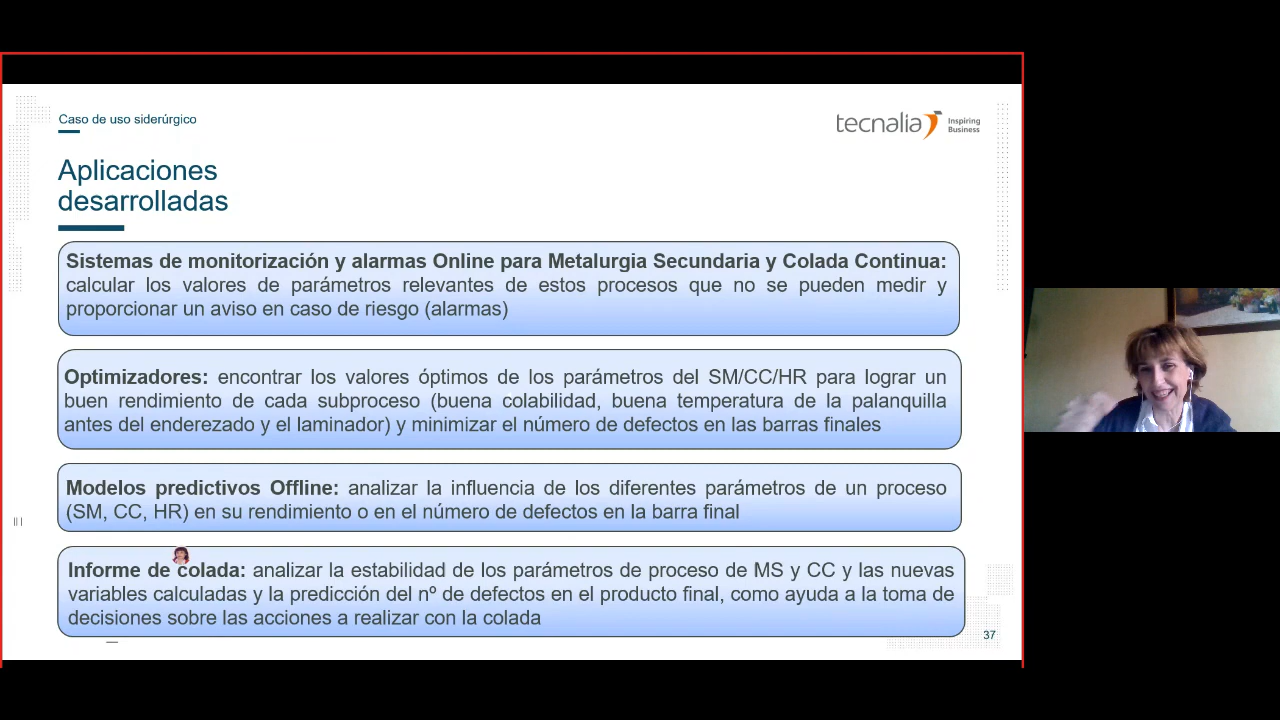 Caso de uso siderúrgico
tecnalia Inspiring
Business
Aplicaciones
desarrolladas
Sistemas de monitorización y alarmas Online para Metalurgia Secundaria y Colada Continua:
calcular los valores de parámetros relevantes de estos procesos que no se pueden medir y
proporcionar un aviso en caso de riesgo (alarmas)
Optimizadores: encontrar los valores óptimos de los parámetros del SM/CC/HR para lograr un
buen rendimiento de cada subproceso (buena colabilidad, buena temperatura de la palanquilla
antes del enderezado y el laminador) y minimizar el número de defectos en las barras finales
Modelos predictivos Offline: analizar la influencia de los diferentes parámetros de un proceso
(SM, CC, HR) en su rendimiento o en el número de defectos en la barra final
Informe de colada: analizar la estabilidad de los parámetros de proceso de MS y CC y las nuevas
variables calculadas y la predicción del nº de defectos en el producto final, como ayuda a la toma de
decisiones sobre las acciones a realizar con la colada
37